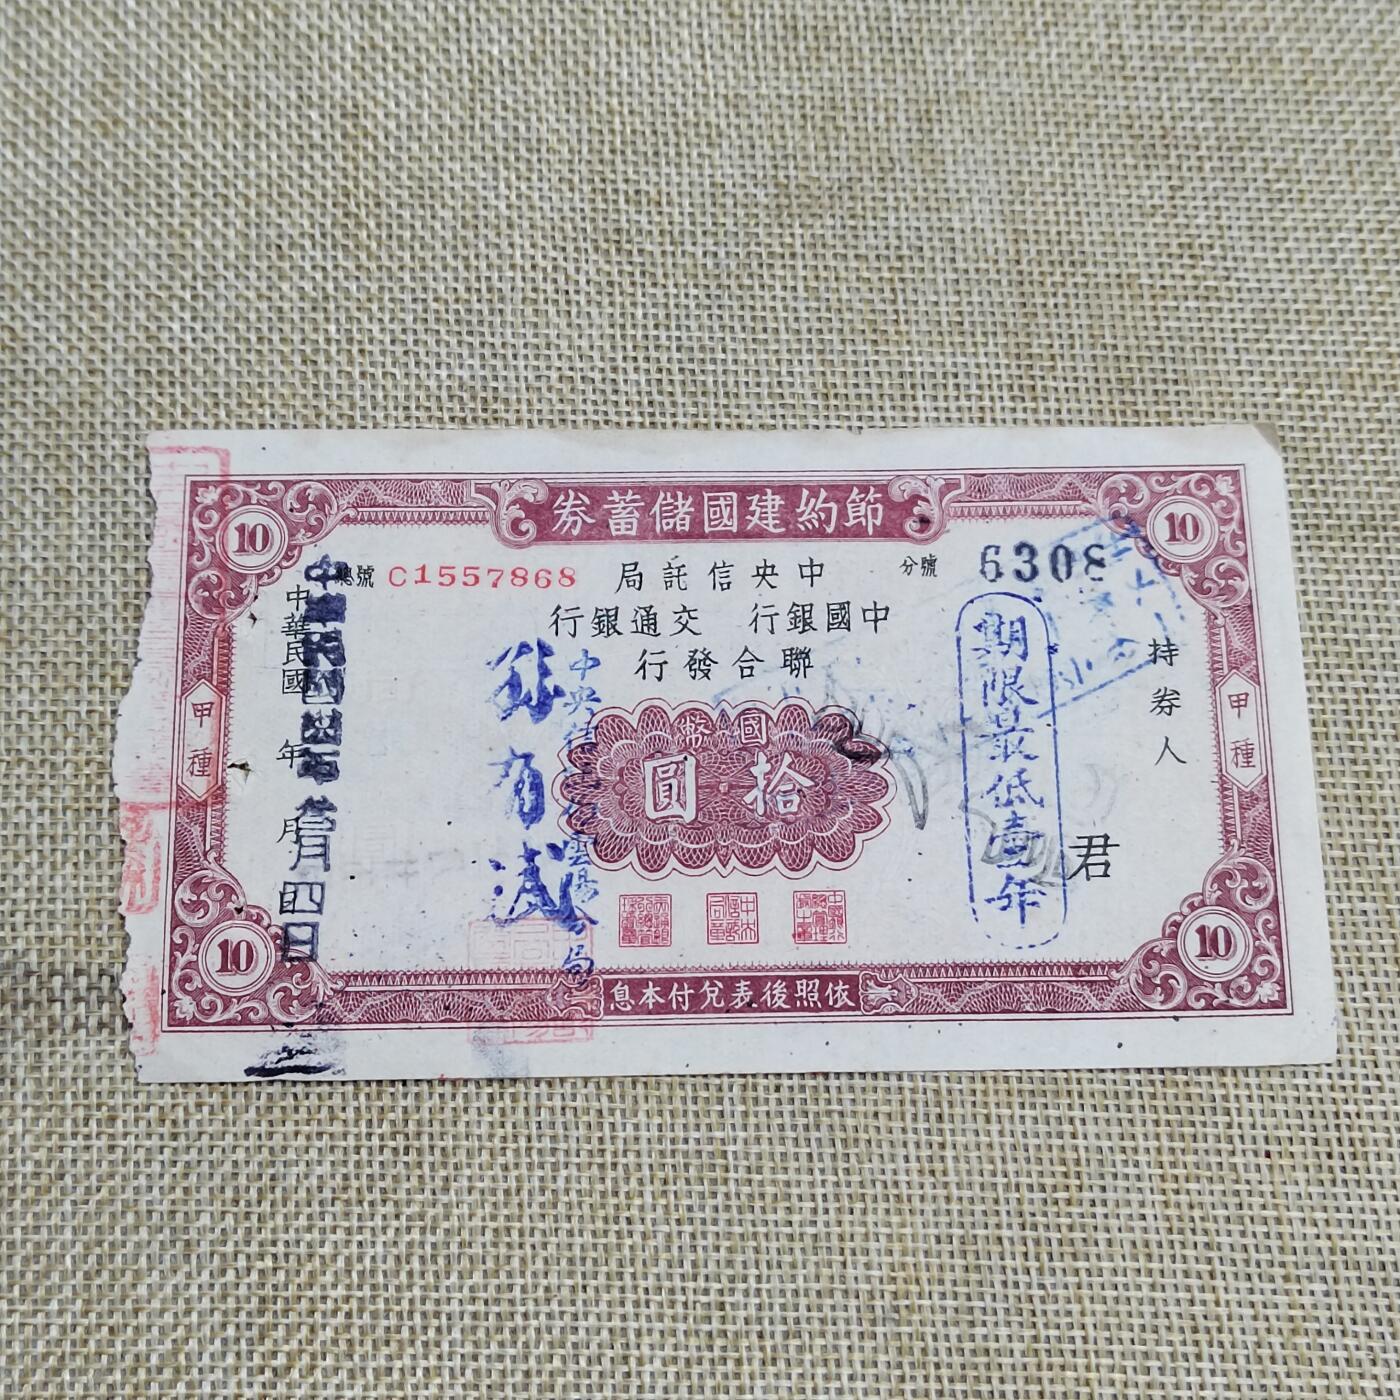 節約建國儲蓄券
10
10
總號 C1557868
中央信託局
分號
6308
中國銀行 交通銀行
聯合發行
持券人
君
期限最低壹年
甲種
甲種
國幣
拾圓
中華民國 年 月
叁月四日
10
10
依照後表兌付本息